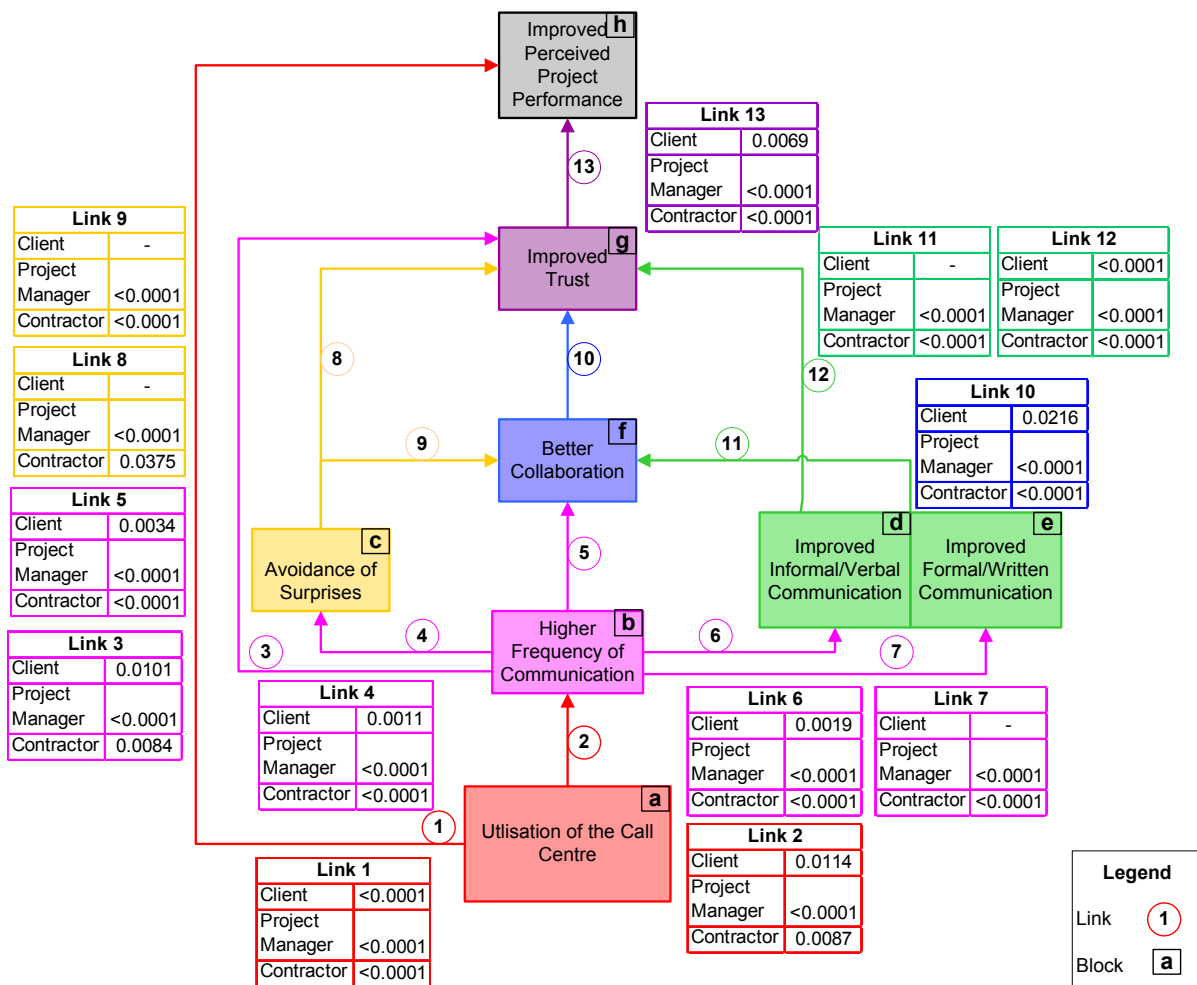 Improved h
Perceived
Project
Performance
Link 13
Client 0.0069
Project
Manager <0.0001
Contractor <0.0001
13
Link 9
Client -
Project
Manager <0.0001
Contractor <0.0001
g
Improved
Trust
Link 11
Client -
Project
Manager <0.0001
Contractor <0.0001
Link 12
Client <0.0001
Project
Manager <0.0001
Contractor <0.0001
Link 8
Client -
Project
Manager <0.0001
Contractor 0.0375
8
10
12
Link 10
Client 0.0216
Project
Manager <0.0001
Contractor <0.0001
9
f
Better
Collaboration
11
Link 5
Client 0.0034
Project
Manager <0.0001
Contractor <0.0001
c
Avoidance of
Surprises
5
d
Improved
Informal/Verbal
Communication
e
Improved
Formal/Written
Communication
Link 3
Client 0.0101
Project
Manager <0.0001
Contractor 0.0084
3
4
b
Higher
Frequency of
Communication
6
7
Link 4
Client 0.0011
Project
Manager <0.0001
Contractor <0.0001
2
Link 6
Client 0.0019
Project
Manager <0.0001
Contractor <0.0001
Link 7
Client -
Project
Manager <0.0001
Contractor <0.0001
1
a
Utlisation of the Call
Centre
Link 2
Client 0.0114
Project
Manager <0.0001
Contractor 0.0087
Link 1
Client <0.0001
Project
Manager <0.0001
Contractor <0.0001
Legend
Link 1
Block a